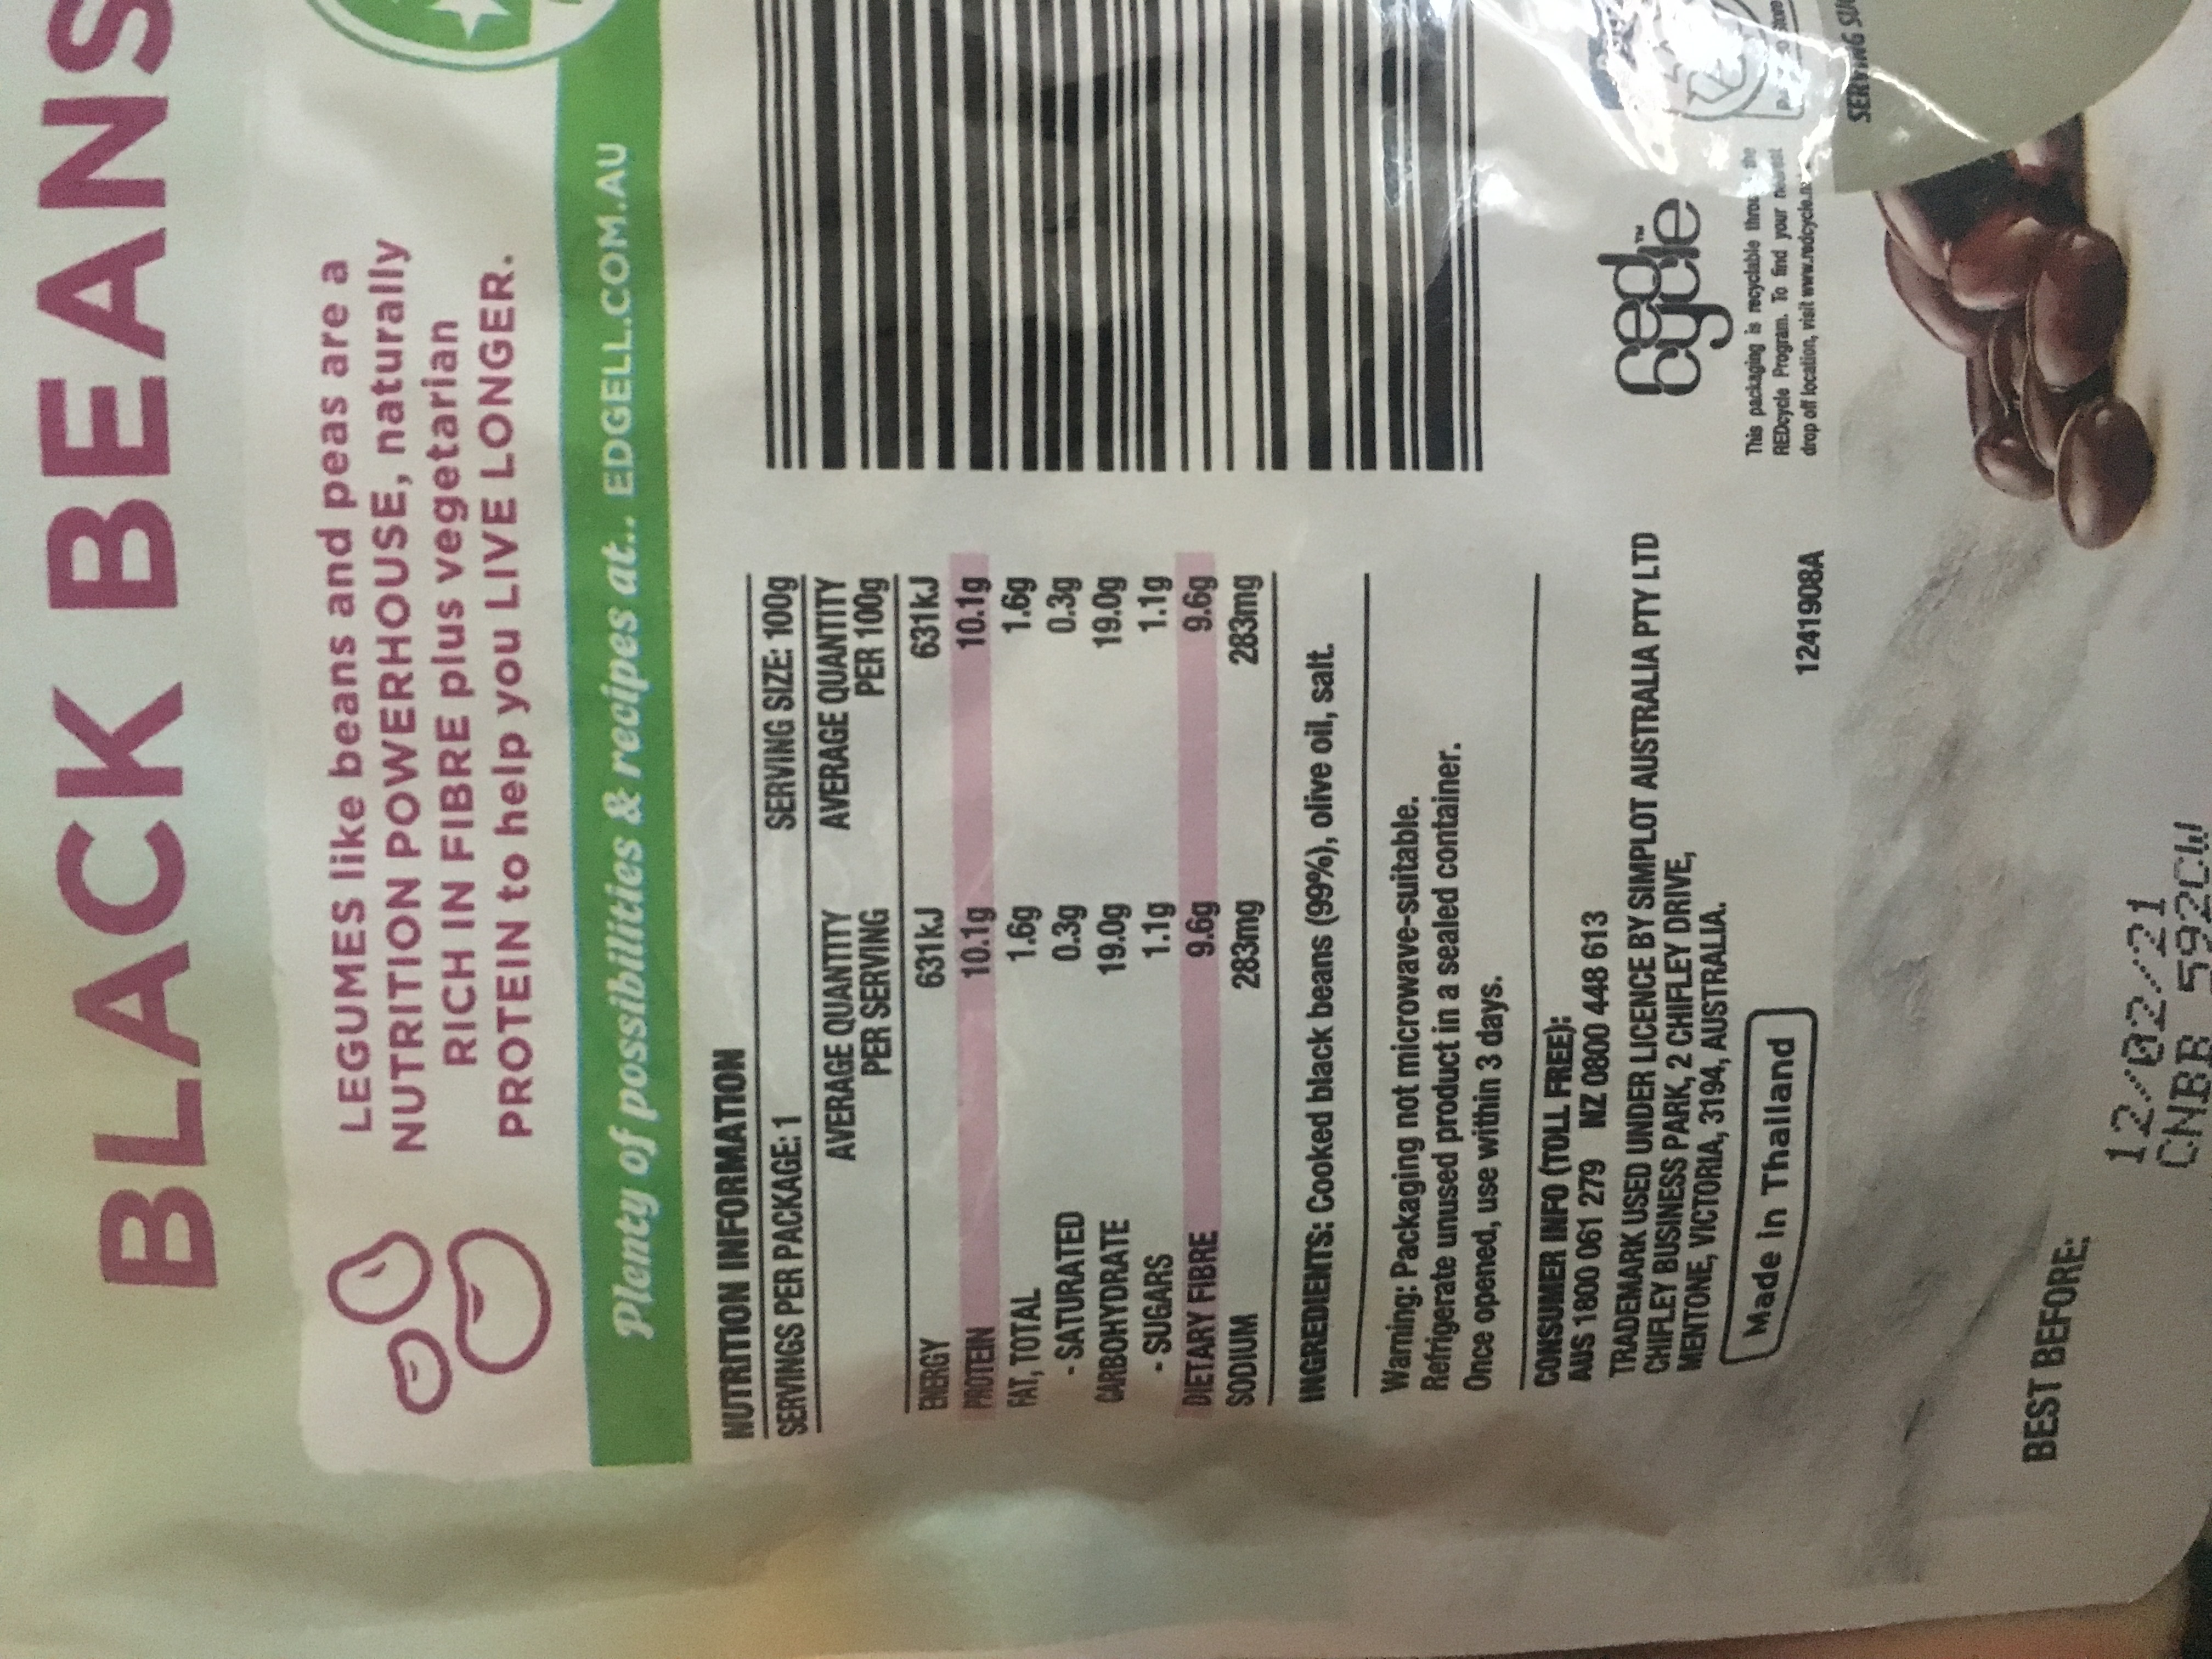 BLACK BEANS
LEGUMES like beans and peas are a
NUTRITION POWERHOUSE, naturally
RICH IN FIBRE plus vegetarian
PROTEIN to help you LIVE LONGER.
Plenty of possibilities & recipes at.. EDGELL.COM.AU
NUTRITION INFORMATION
SERVINGS PER PACKAGE: 1 SERVING SIZE: 100g
AVERAGE QUANTITY AVERAGE QUANTITY
PER SERVING PER 100g
ENERGY 631kJ 631kJ
PROTEIN 10.1g 10.1g
FAT, TOTAL 1.6g 1.6g
- SATURATED 0.3g 0.3g
CARBOHYDRATE 19.0g 19.0g
- SUGARS 1.1g 1.1g
DIETARY FIBRE 9.6g 9.6g
SODIUM 283mg 283mg
INGREDIENTS: Cooked black beans (99%), olive oil, salt.
Warning: Packaging not microwave-suitable.
Refrigerate unused product in a sealed container.
Once opened, use within 3 days.
CONSUMER INFO (TOLL FREE):
AUS 1800 061 279 NZ 0800 448 613
TRADEMARK USED UNDER LICENCE BY SIMPLOT AUSTRALIA PTY LTD
CHIFLEY BUSINESS PARK, 2 CHIFLEY DRIVE,
MENTONE, VICTORIA, 3194, AUSTRALIA.
Made in Thailand
1241908A
red cycle™
This packaging is recyclable through the
REDcycle Program. To find your nearest
drop off location, visit
SERVING
BEST BEFORE:
12/02/21
CNBB 592CW